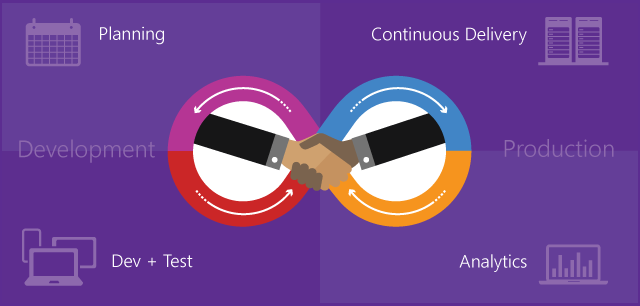 Planning
Continuous Delivery
Development
Production
Dev + Test
Analytics